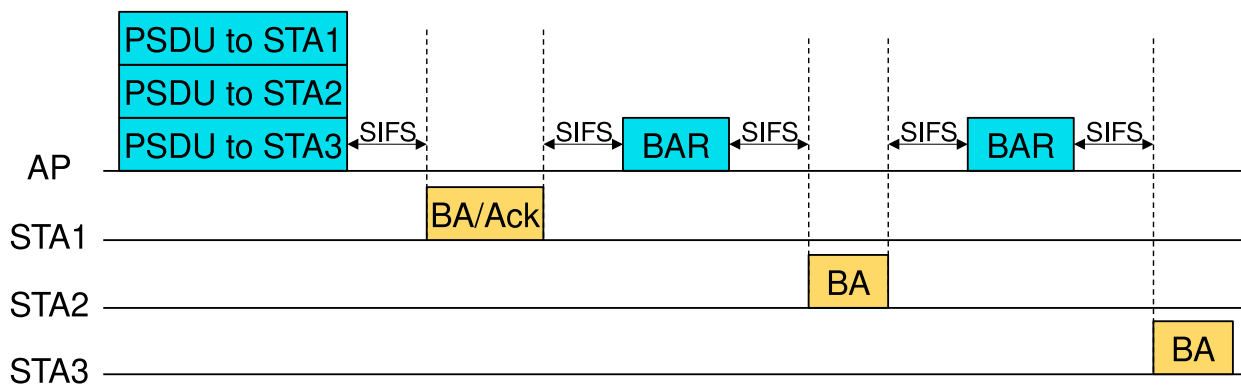 PSDU to STA1
PSDU to STA2
PSDU to STA3
SIFS
SIFS
BAR
SIFS
SIFS
BAR
SIFS
AP
BA/Ack
STA1
BA
STA2
BA
STA3